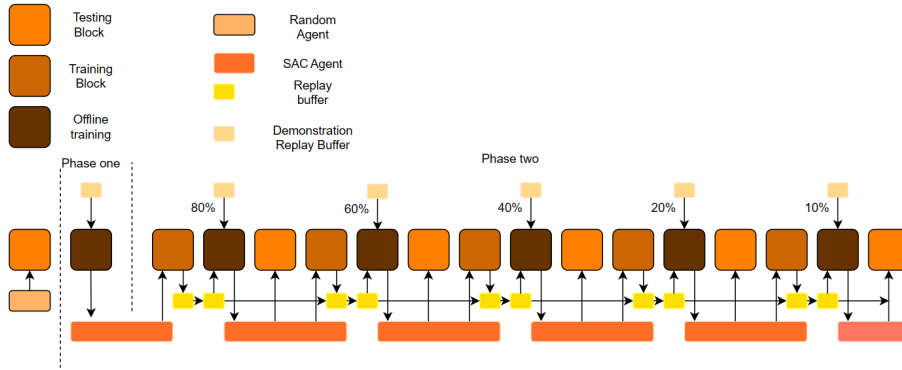 Testing
Block
Random
Agent
Training
Block
SAC Agent
Replay
buffer
Offline
training
Demonstration
Replay Buffer
Phase one
Phase two
80%
60%
40%
20%
10%